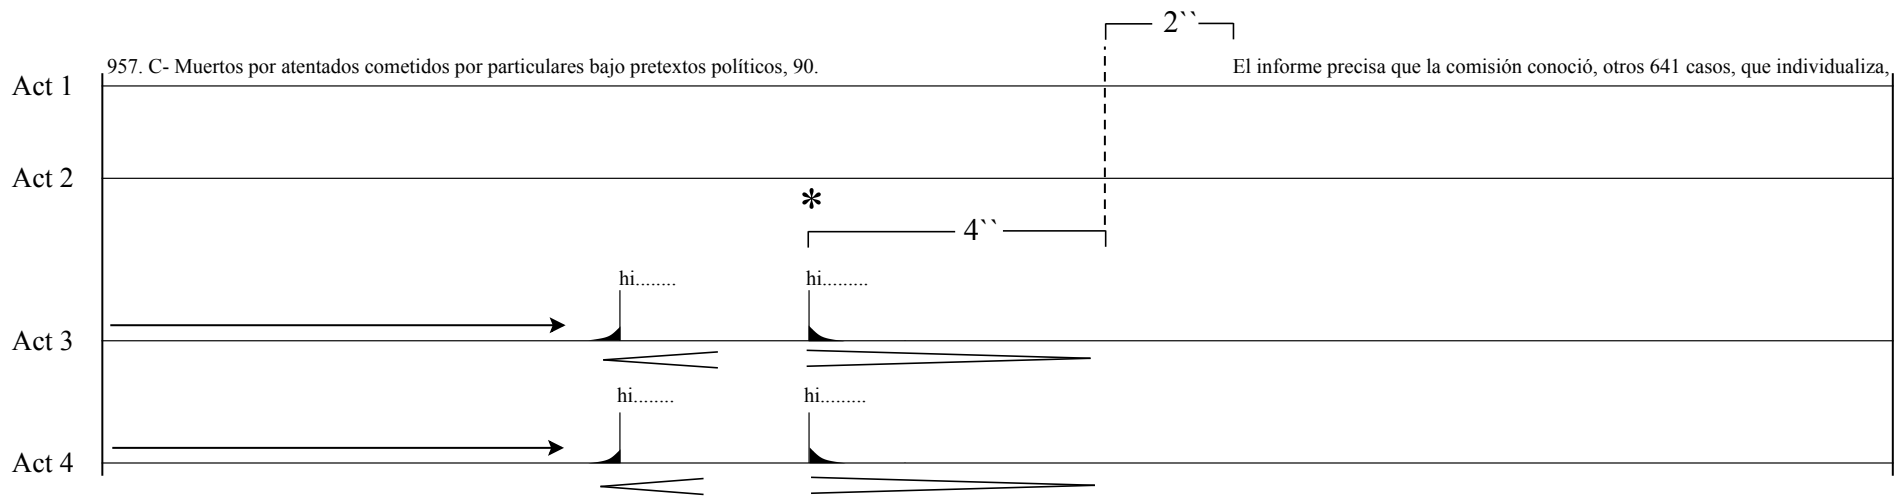 2``
957. C- Muertos por atentados cometidos por particulares bajo pretextos políticos, 90. El informe precisa que la comisión conoció, otros 641 casos, que individualiza,
Act 1
Act 2
*
4``
hi........ hi.........
Act 3
hi........ hi.........
Act 4